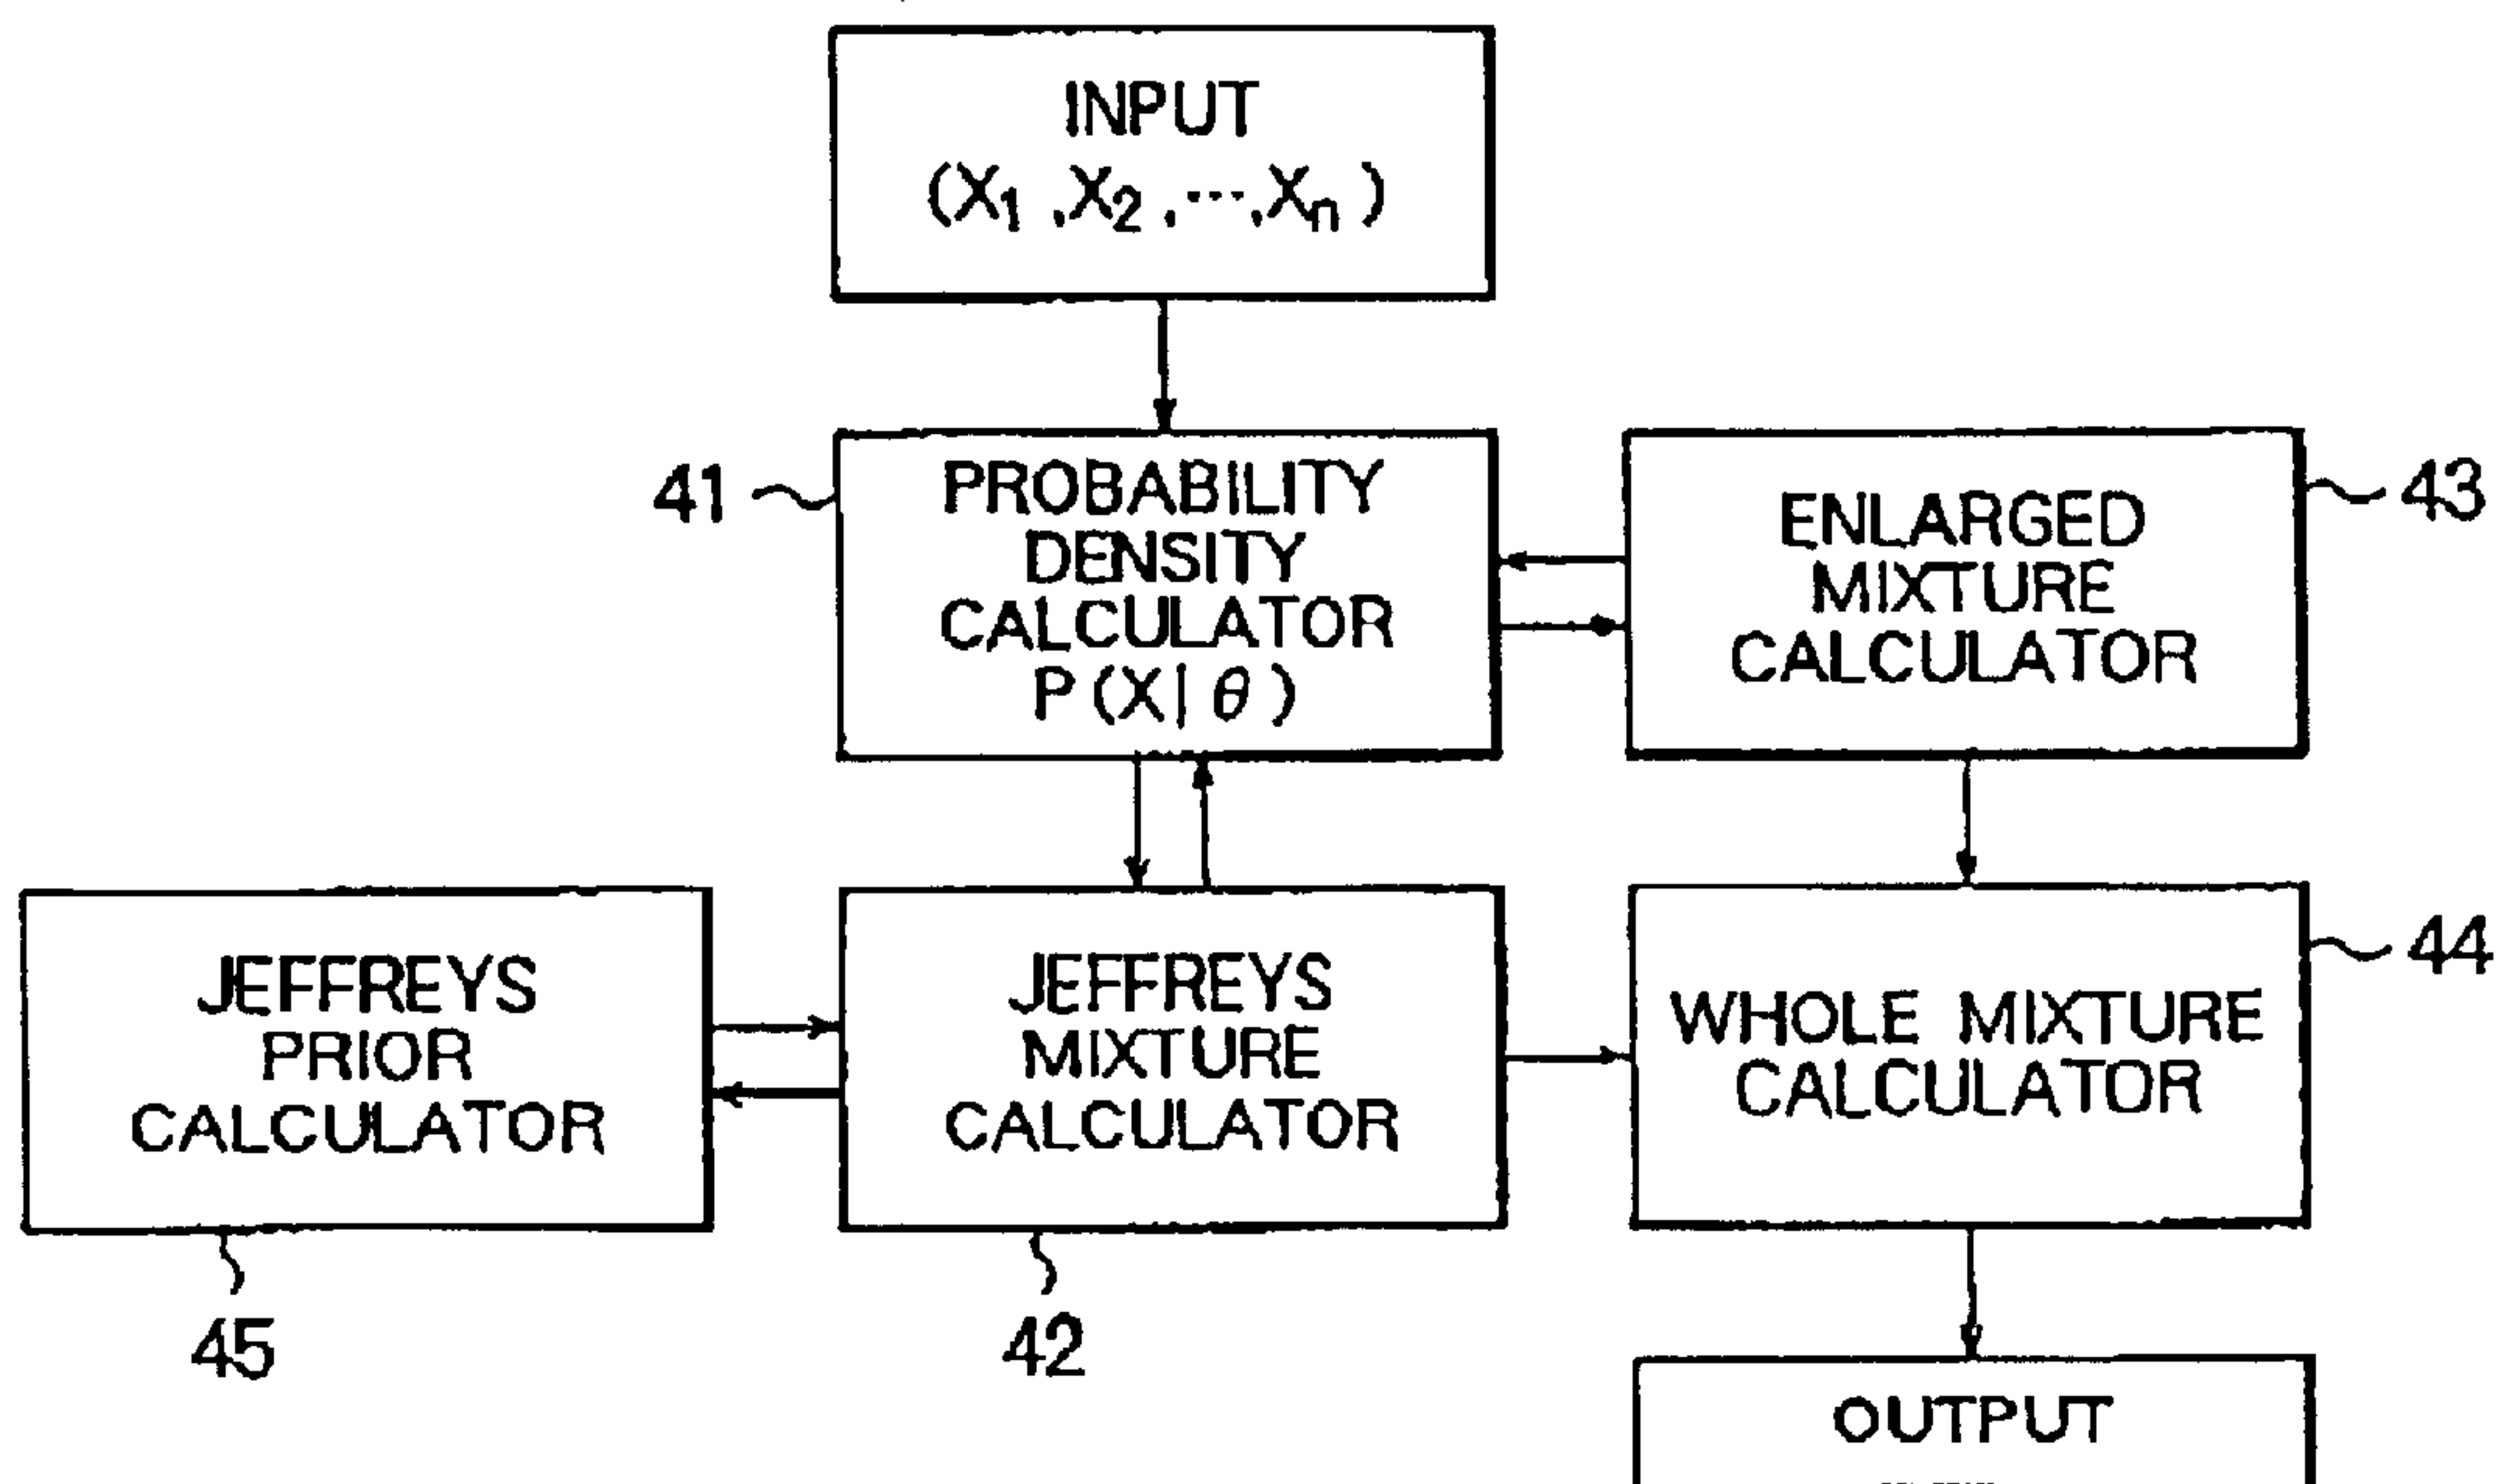 INPUT
(X1 ,X2 ,...,Xn )
41
PROBABILITY
DENSITY
CALCULATOR
P(X| θ )
ENLARGED
MIXTURE
CALCULATOR
43
JEFFREYS
PRIOR
CALCULATOR
45
JEFFREYS
MIXTURE
CALCULATOR
42
WHOLE MIXTURE
CALCULATOR
44
OUTPUT